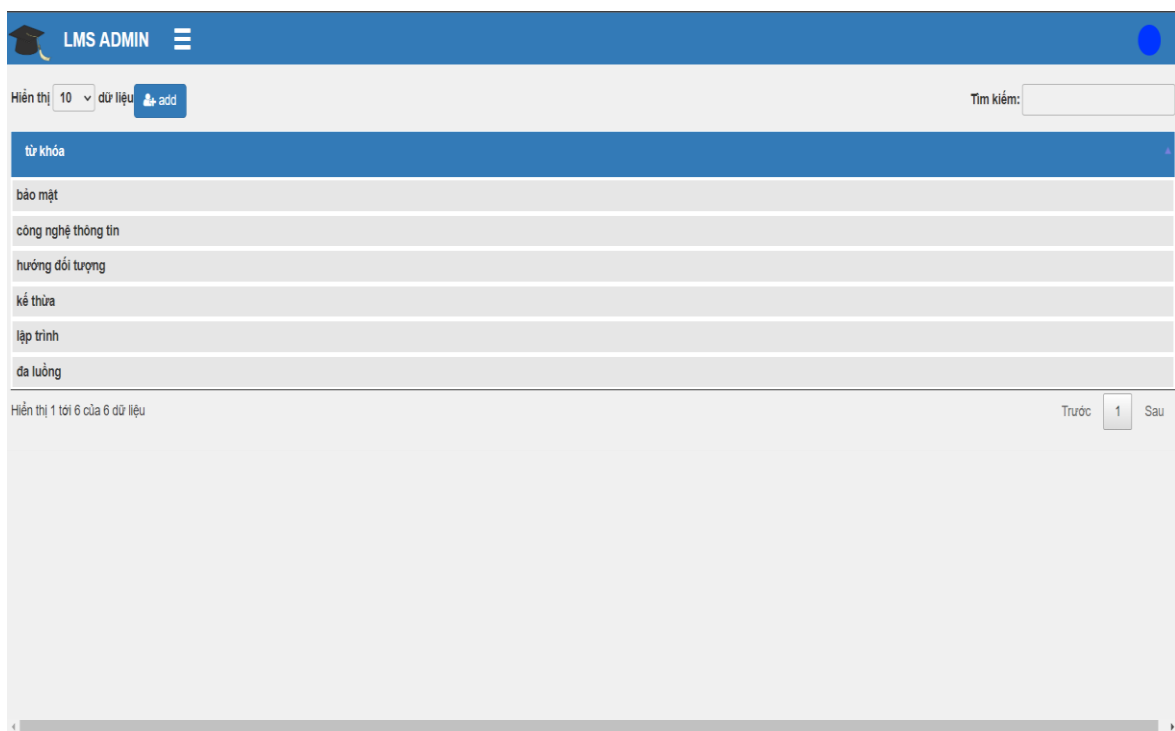 LMS ADMIN
Hiển thị 10 dữ liệu add Tìm kiếm:
từ khóa
bảo mật
công nghệ thông tin
hướng đối tượng
kế thừa
lập trình
đa luồng
Hiển thị 1 tới 6 của 6 dữ liệu Trước 1 Sau